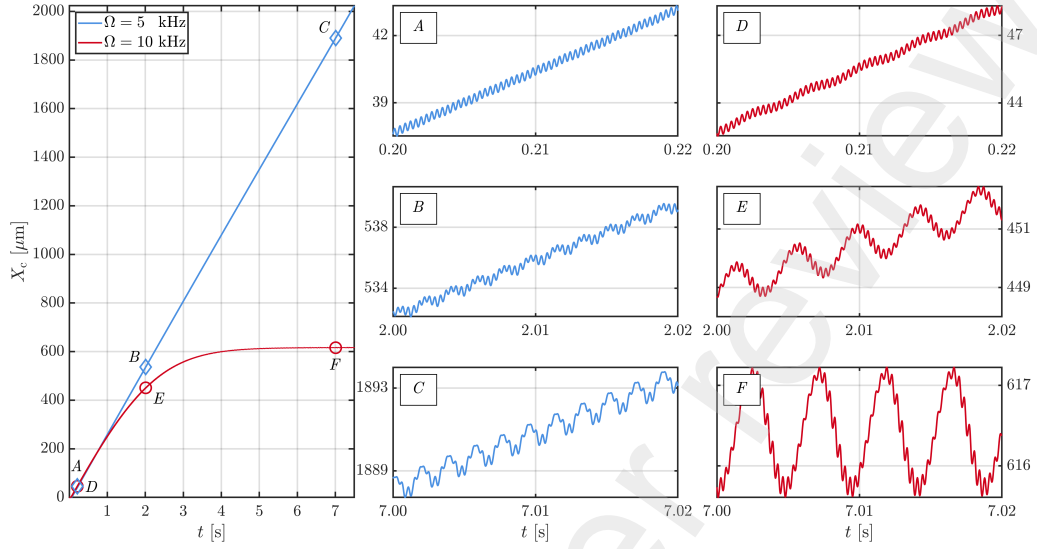 2000
1800
1600
1400
1200
1000
800
600
400
200
0
1 2 3 4 5 6 7
t [s]
X_c [μm]
Ω = 5 kHz
Ω = 10 kHz
A
B
C
D
E
F
A
42
39
0.20 0.21 0.22
D
47
44
0.20 0.21 0.22
B
538
534
2.00 2.01 2.02
E
451
449
2.00 2.01 2.02
C
1893
1889
7.00 7.01 7.02
t [s]
F
617
616
7.00 7.01 7.02
t [s]
er review